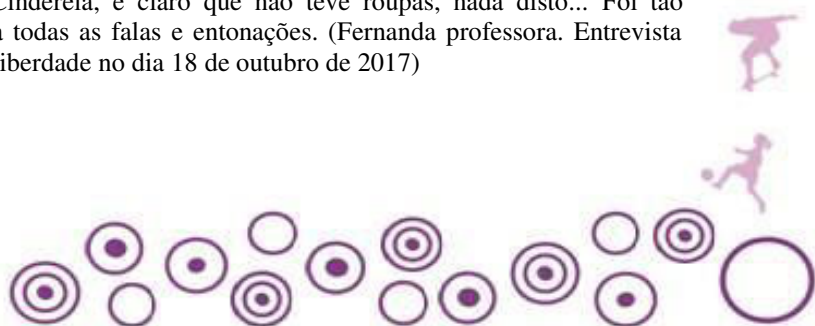 Cinderela, é claro que não teve roupas, nada disto... Foi tão
a todas as falas e entonações. (Fernanda professora. Entrevista
iberdade no dia 18 de outubro de 2017)